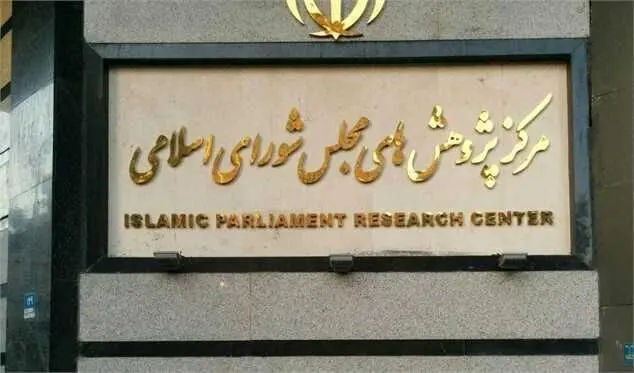 مرکز پژوهش های مجلس شورای اسلامی
ISLAMIC PARLIAMENT RESEARCH CENTER